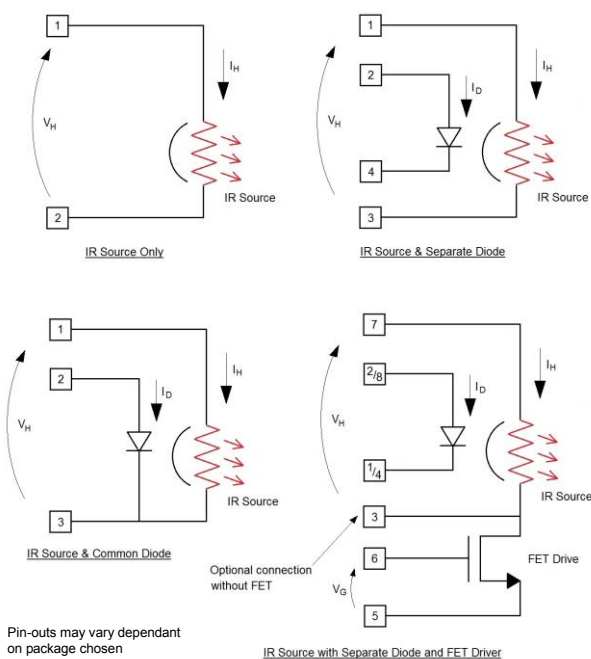 1
I_H
V_H
2
IR Source
IR Source Only
1
2
I_D
I_H
V_H
4
3
IR Source
IR Source & Separate Diode
1
2
I_D
I_H
V_H
3
IR Source
IR Source & Common Diode
7
2/8
I_D
I_H
V_H
1/4
IR Source
3
Optional connection
without FET
6
FET Drive
V_G
5
Pin-outs may vary dependant
on package chosen
IR Source with Separate Diode and FET Driver